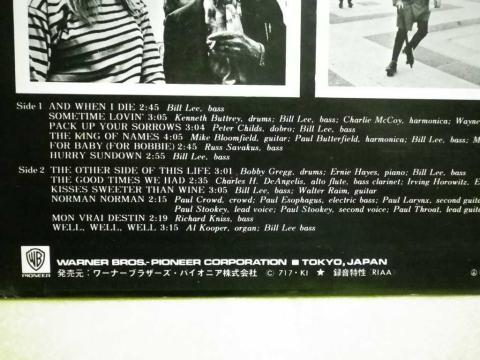 Side 1 AND WHEN I DIE 2:45 Bill Lee, bass
SOMETIME LOVIN' 3:05 Kenneth Buttrey, drums; Bill Lee, bass; Charlie McCoy, harmonica; Wayne
PACK UP YOUR SORROWS 3:04 Peter Childs, dobro; Bill Lee, bass
THE KING OF NAMES 4:05 Mike Bloomfield, guitar; Paul Butterfield, harmonica; Bill Lee, bass; M
FOR BABY (FOR BOBBIE) 2:45 Russ Savakus, bass
HURRY SUNDOWN 2:55 Bill Lee, bass
Side 2 THE OTHER SIDE OF THIS LIFE 3:01 Bobby Gregg, drums; Ernie Hayes, piano; Bill Lee, bass
THE GOOD TIMES WE HAD 2:35 Charles H. DeAngelis, alto flute, bass clarinet; Irving Horowitz, E
KISSES SWEETER THAN WINE 3:05 Bill Lee, bass; Walter Raim, guitar
NORMAN NORMAN 2:15 Paul Crowd, crowd; Paul Esophagus, electric bass; Paul Larynx, second guita
Paul Stookey, lead voice; Paul Stookey, second voice; Paul Throat, lead guit
MON VRAI DESTIN 2:19 Richard Kniss, bass
WELL, WELL, WELL 3:15 Al Kooper, organ; Bill Lee bass
WB
PIONEER
WARNER BROS.-PIONEER CORPORATION ■ TOKYO, JAPAN
発売元：ワーナーブラザーズ・パイオニア株式会社 Ⓒ 717・KI ★ 録音特性〔RIAA〕